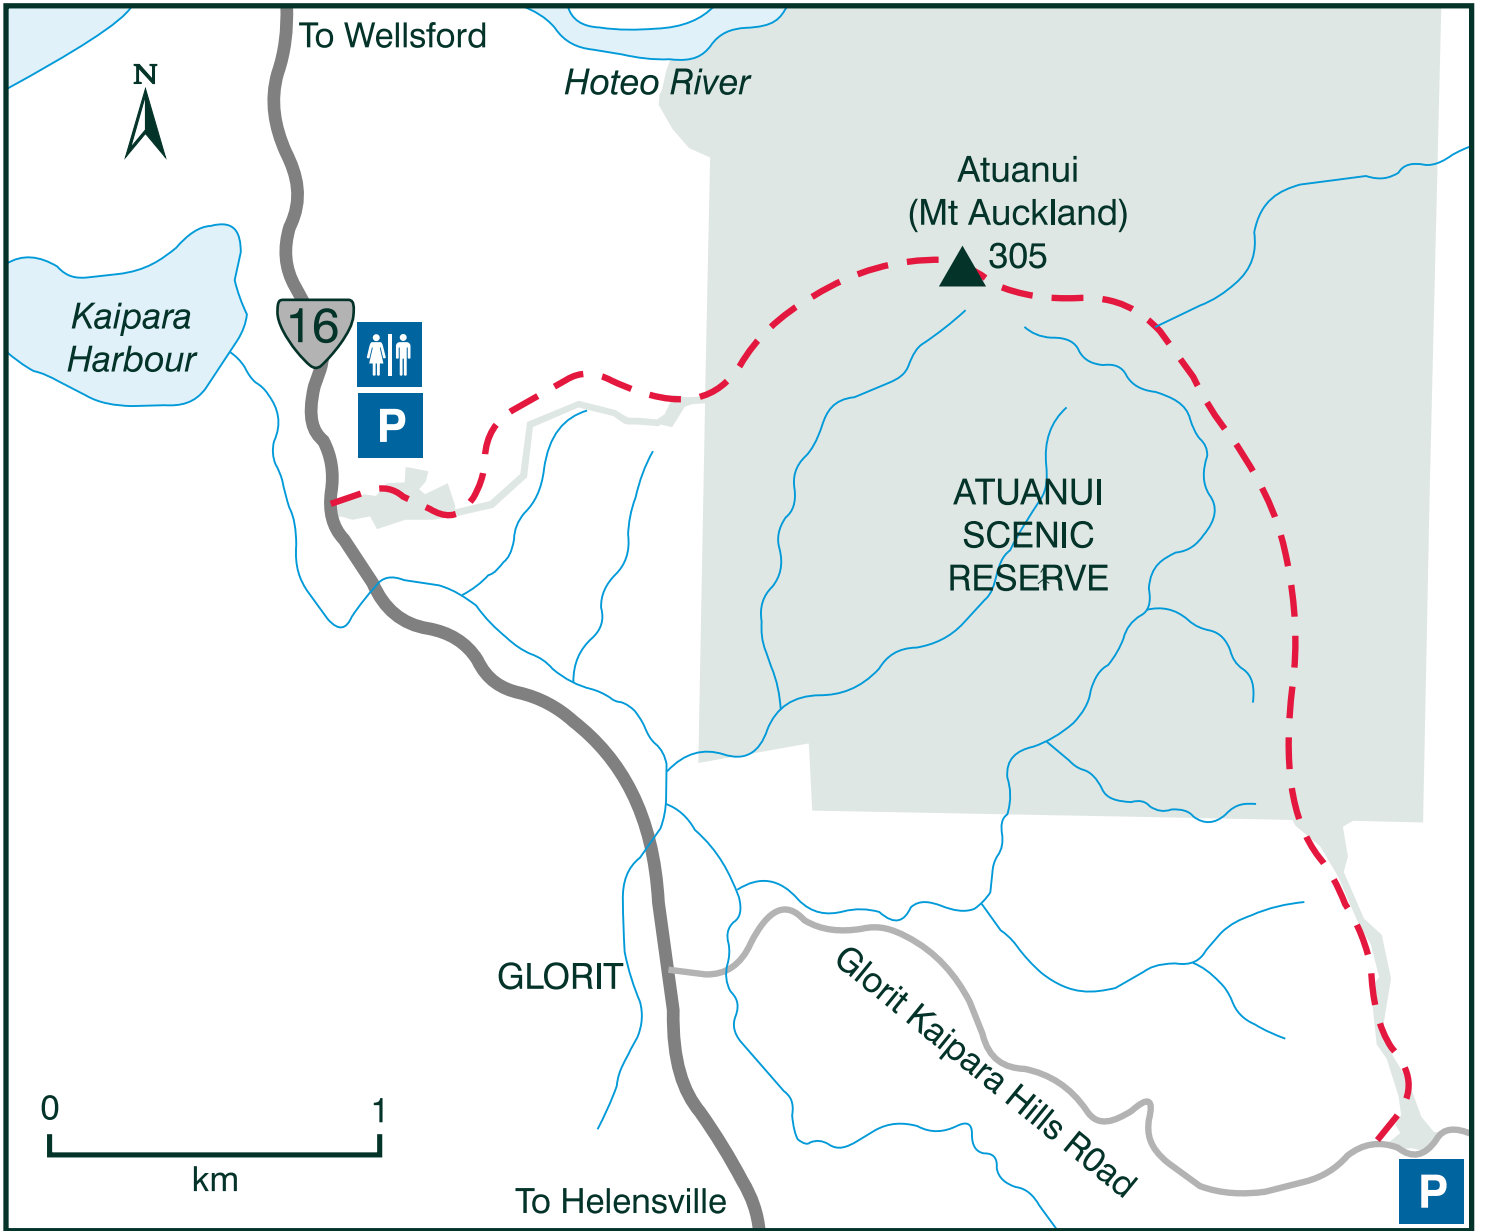 To Wellsford
N
Hoteo River
Atuanui
(Mt Auckland)
305
Kaipara
Harbour
16
P
ATUANUI
SCENIC
RESERVE
GLORIT
Glorit Kaipara Hills R0ad
0 1
km
To Helensville
P